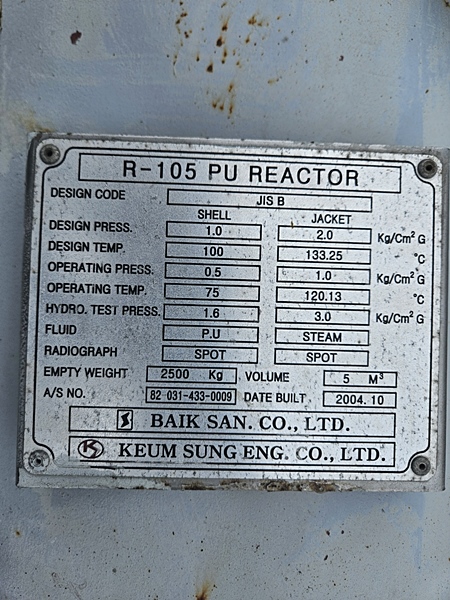 R-105 PU REACTOR
DESIGN CODE JIS B
SHELL JACKET
DESIGN PRESS. 1.0 2.0 Kg/Cm² G
DESIGN TEMP. 100 133.25 °C
OPERATING PRESS. 0.5 1.0 Kg/Cm² G
OPERATING TEMP. 75 120.13 °C
HYDRO. TEST PRESS. 1.6 3.0 Kg/Cm² G
FLUID P.U STEAM
RADIOGRAPH SPOT SPOT
EMPTY WEIGHT 2500 Kg VOLUME 5 M³
A/S NO. 82-031-433-0009 DATE BUILT 2004.10
S BAIK SAN. CO., LTD.
K KEUM SUNG ENG. CO., LTD.